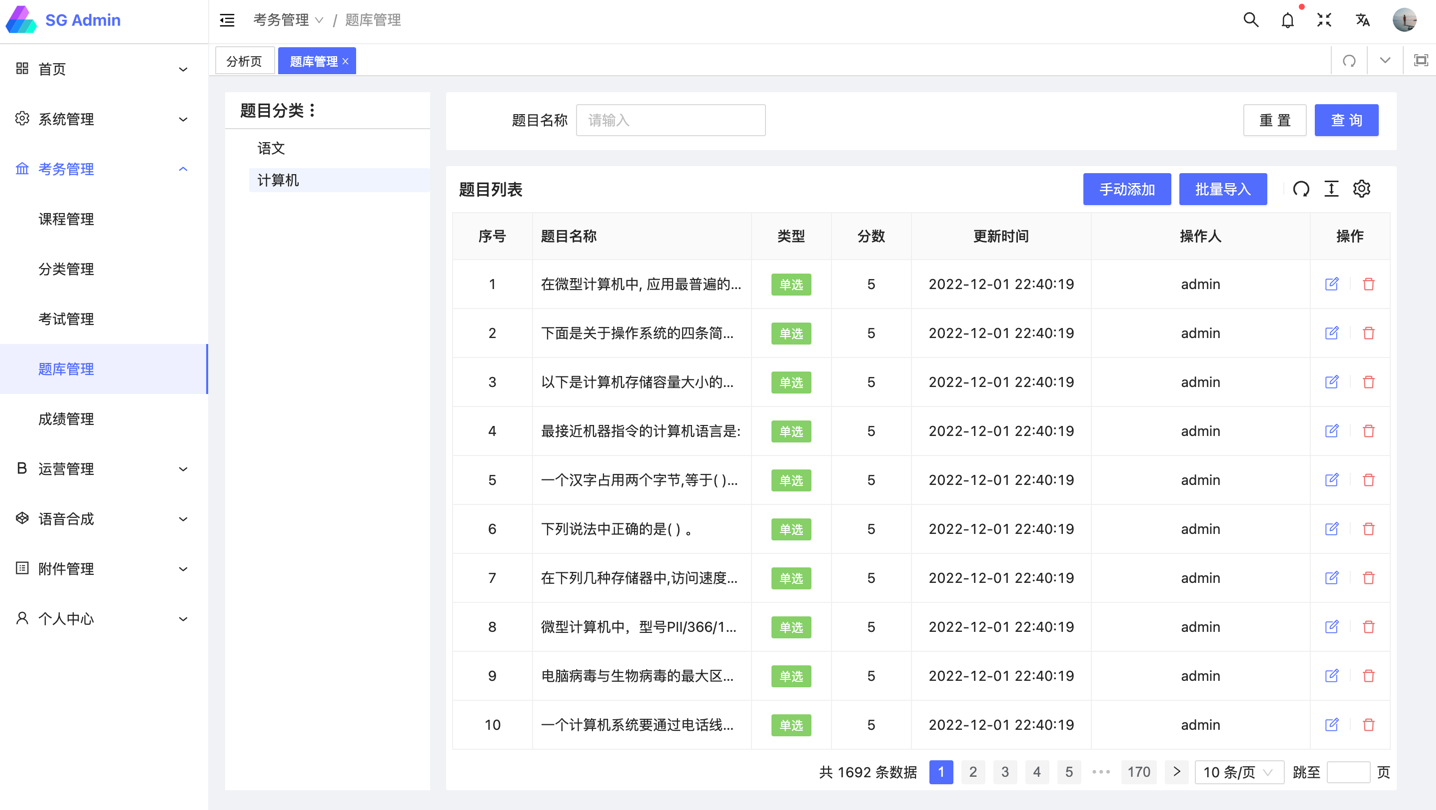 SG Admin
考务管理 / 题库管理
分析页
题库管理 ×
首页
系统管理
考务管理
课程管理
分类管理
考试管理
题库管理
成绩管理
B 运营管理
语音合成
附件管理
个人中心
题目分类
语文
计算机
题目名称 请输入 重 置 查 询
题目列表 手动添加 批量导入
序号 题目名称 类型 分数 更新时间 操作人 操作
1 在微型计算机中, 应用最普遍的... 单选 5 2022-12-01 22:40:19 admin
2 下面是关于操作系统的四条简... 单选 5 2022-12-01 22:40:19 admin
3 以下是计算机存储容量大小的... 单选 5 2022-12-01 22:40:19 admin
4 最接近机器指令的计算机语言是: 单选 5 2022-12-01 22:40:19 admin
5 一个汉字占用两个字节,等于( )... 单选 5 2022-12-01 22:40:19 admin
6 下列说法中正确的是( ) 。 单选 5 2022-12-01 22:40:19 admin
7 在下列几种存储器中,访问速度... 单选 5 2022-12-01 22:40:19 admin
8 微型计算机中，型号PII/366/1... 单选 5 2022-12-01 22:40:19 admin
9 电脑病毒与生物病毒的最大区... 单选 5 2022-12-01 22:40:19 admin
10 一个计算机系统要通过电话线... 单选 5 2022-12-01 22:40:19 admin
共 1692 条数据 1 2 3 4 5 ••• 170 > 10 条/页 跳至 页